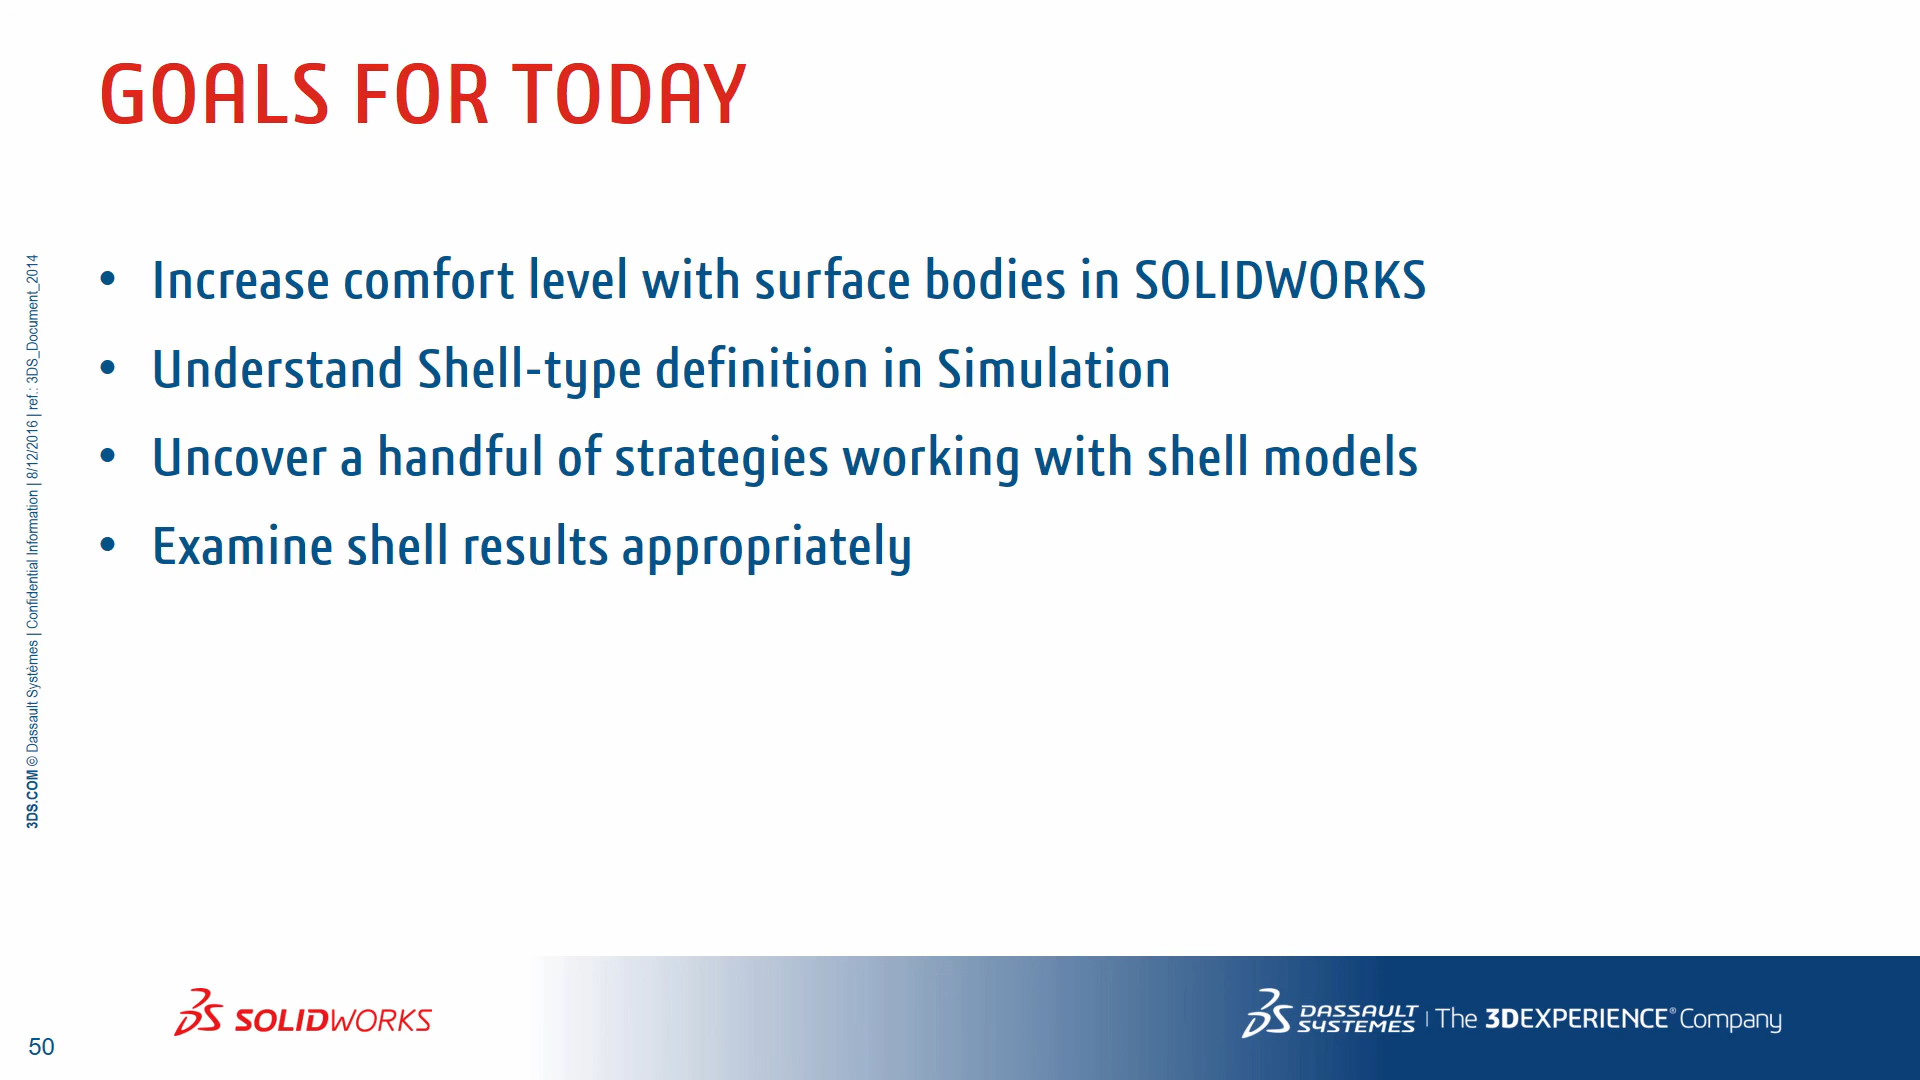 GOALS FOR TODAY
• Increase comfort level with surface bodies in SOLIDWORKS
• Understand Shell-type definition in Simulation
• Uncover a handful of strategies working with shell models
• Examine shell results appropriately
3DS.COM © Dassault Systèmes | Confidential Information | 8/12/2016 | ref.: 3DS_Document_2014
50
SOLIDWORKS
DASSAULT SYSTEMES | The 3DEXPERIENCE® Company